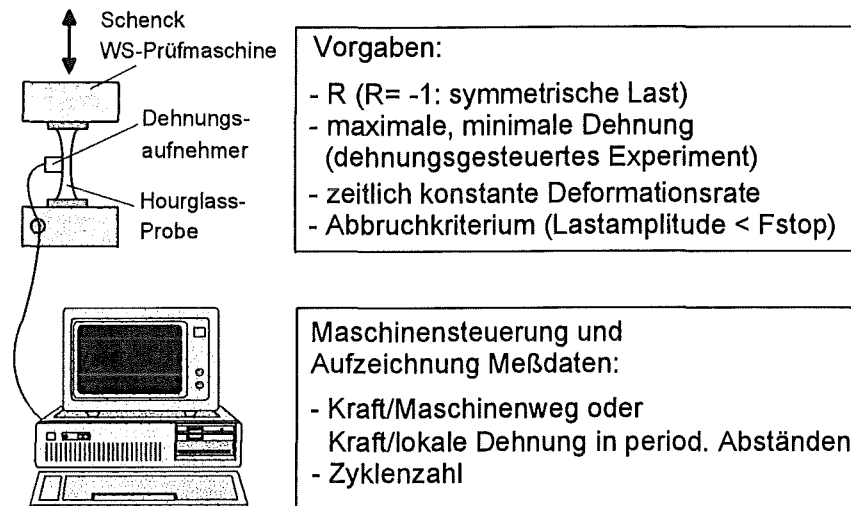 Schenck
WS-Prüfmaschine
Dehnungs-
aufnehmer
Hourglass-
Probe
Vorgaben:
- R (R= -1: symmetrische Last)
- maximale, minimale Dehnung
(dehnungsgesteuertes Experiment)
- zeitlich konstante Deformationsrate
- Abbruchkriterium (Lastamplitude < Fstop)
Maschinensteuerung und
Aufzeichnung Meßdaten:
- Kraft/Maschinenweg oder
Kraft/lokale Dehnung in period. Abständen
- Zyklenzahl